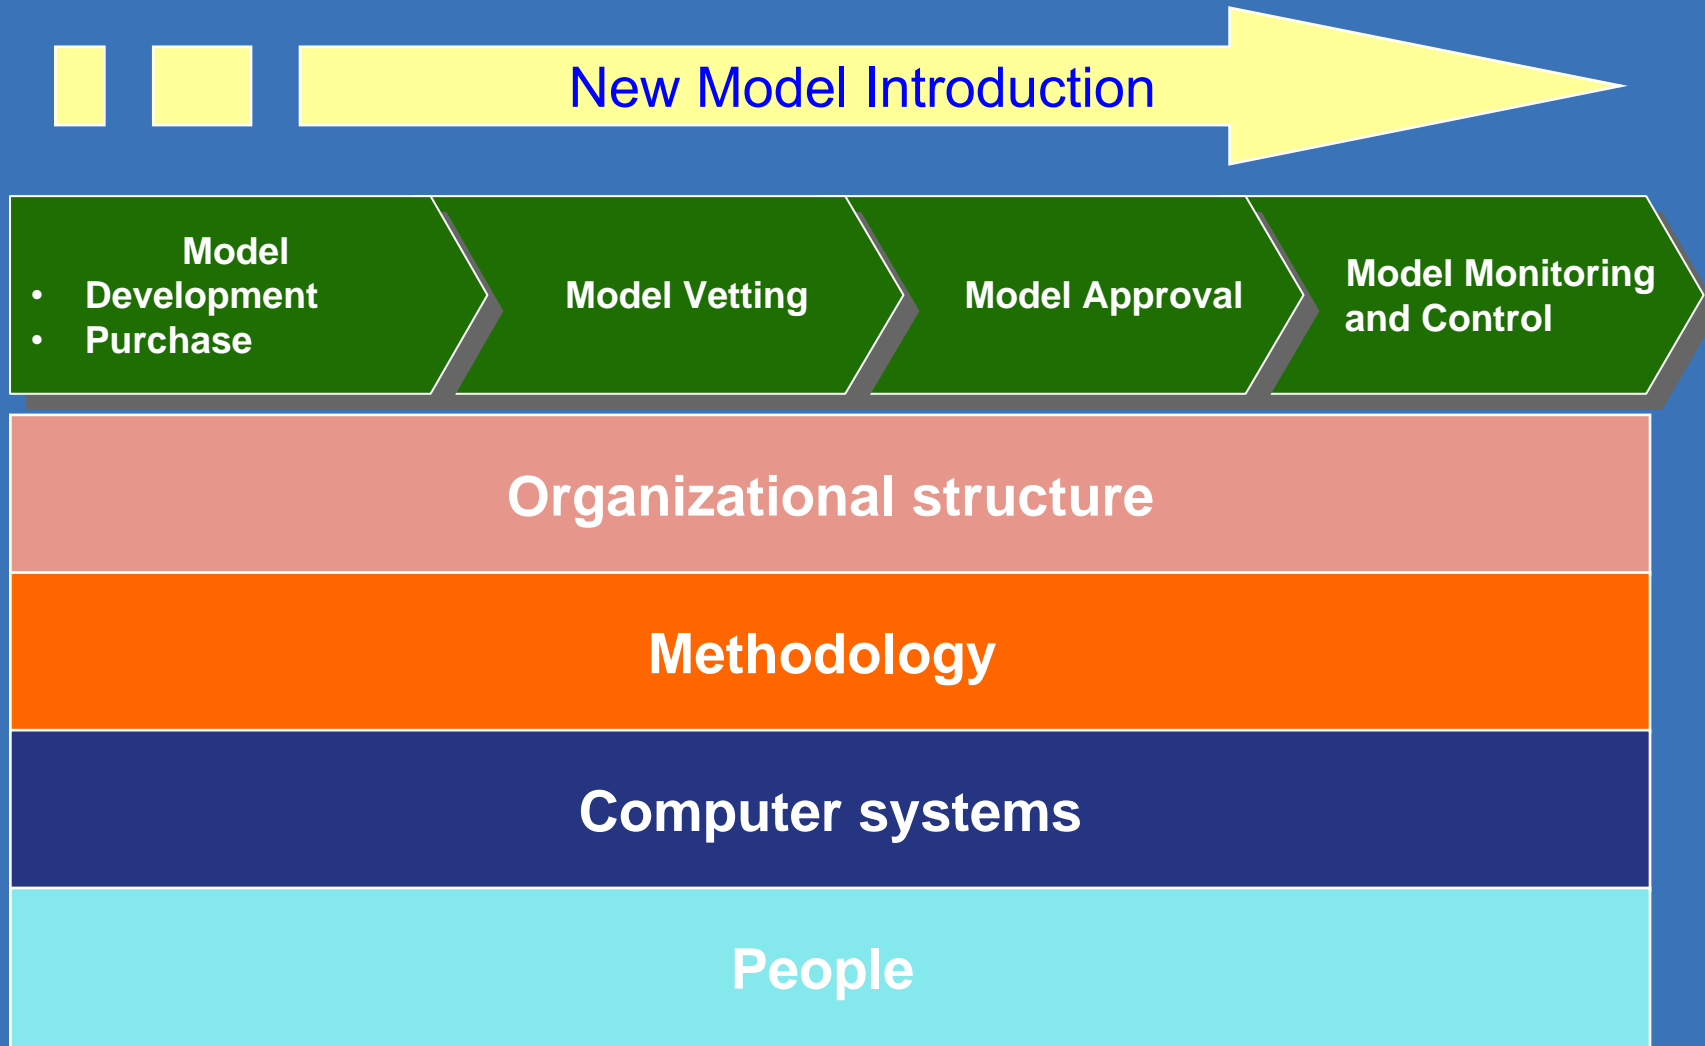 New Model Introduction
Model
• Development
• Purchase
Model Vetting
Model Approval
Model Monitoring
and Control
Organizational structure
Methodology
Computer systems
People